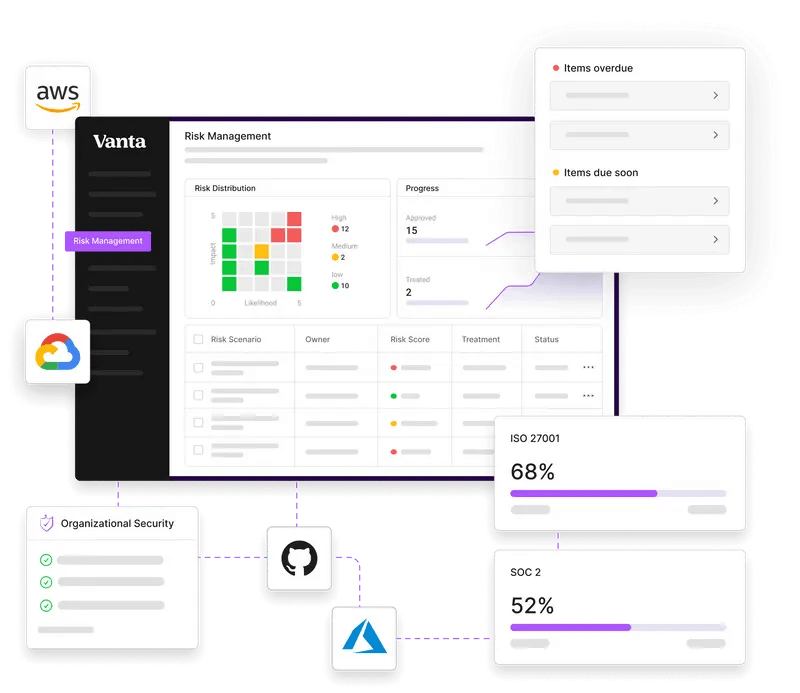 aws
Vanta
Risk Management
Risk Management
Risk Distribution
5
Impact
0
Likelihood
5
High
12
Medium
2
low
10
Progress
Approved
15
Treated
2
Items overdue
Items due soon
Risk Scenario
Owner
Risk Score
Treatment
Status
ISO 27001
68%
Organizational Security
SOC 2
52%